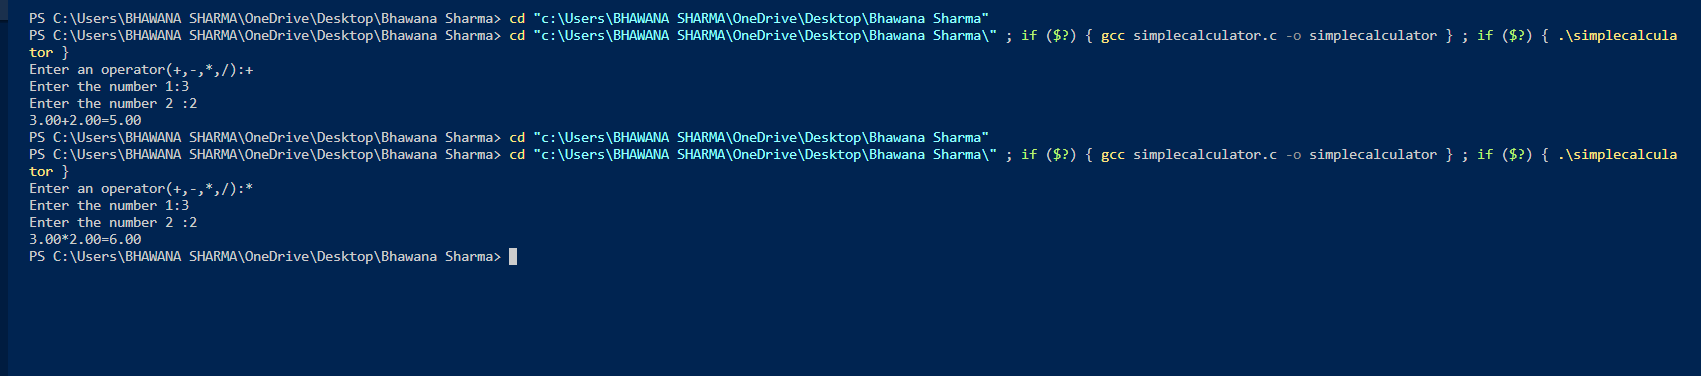 PS C:\Users\BHAWANA SHARMA\OneDrive\Desktop\Bhawana Sharma> cd "c:\Users\BHAWANA SHARMA\OneDrive\Desktop\Bhawana Sharma"
PS C:\Users\BHAWANA SHARMA\OneDrive\Desktop\Bhawana Sharma> cd "c:\Users\BHAWANA SHARMA\OneDrive\Desktop\Bhawana Sharma\" ; if ($?) { gcc simplecalculator.c -o simplecalculator } ; if ($?) { .\simplecalcula
tor }
Enter an operator(+,-,*,/):+
Enter the number 1:3
Enter the number 2 :2
3.00+2.00=5.00
PS C:\Users\BHAWANA SHARMA\OneDrive\Desktop\Bhawana Sharma> cd "c:\Users\BHAWANA SHARMA\OneDrive\Desktop\Bhawana Sharma"
PS C:\Users\BHAWANA SHARMA\OneDrive\Desktop\Bhawana Sharma> cd "c:\Users\BHAWANA SHARMA\OneDrive\Desktop\Bhawana Sharma\" ; if ($?) { gcc simplecalculator.c -o simplecalculator } ; if ($?) { .\simplecalcula
tor }
Enter an operator(+,-,*,/):*
Enter the number 1:3
Enter the number 2 :2
3.00*2.00=6.00
PS C:\Users\BHAWANA SHARMA\OneDrive\Desktop\Bhawana Sharma>